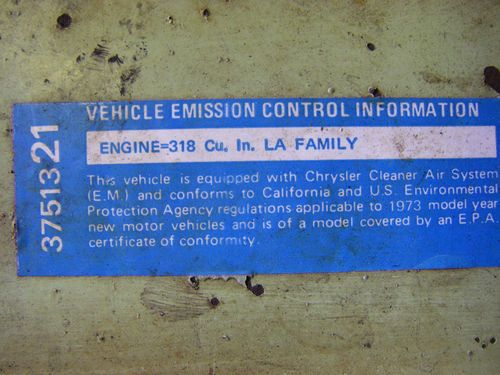 VEHICLE EMISSION CONTROL INFORMATION
ENGINE=318 Cu. In. LA FAMILY
This vehicle is equipped with Chrysler Cleaner Air System
(E.M.) and conforms to California and U.S. Environmental
Protection Agency regulations applicable to 1973 model year
new motor vehicles and is of a model covered by an E.P.A.
certificate of conformity.
3751321